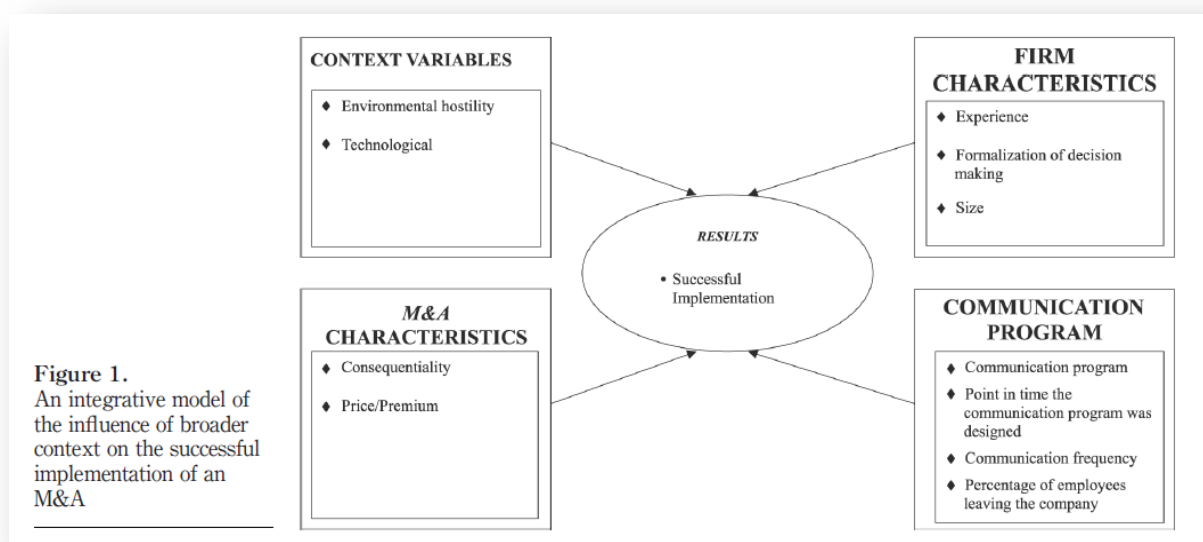 CONTEXT VARIABLES
♦ Environmental hostility
♦ Technological
FIRM
CHARACTERISTICS
♦ Experience
♦ Formalization of decision
making
♦ Size
RESULTS
• Successful
Implementation
M&A
CHARACTERISTICS
♦ Consequentiality
♦ Price/Premium
COMMUNICATION
PROGRAM
♦ Communication program
♦ Point in time the
communication program was
designed
♦ Communication frequency
♦ Percentage of employees
leaving the company
Figure 1.
An integrative model of
the influence of broader
context on the successful
implementation of an
M&A